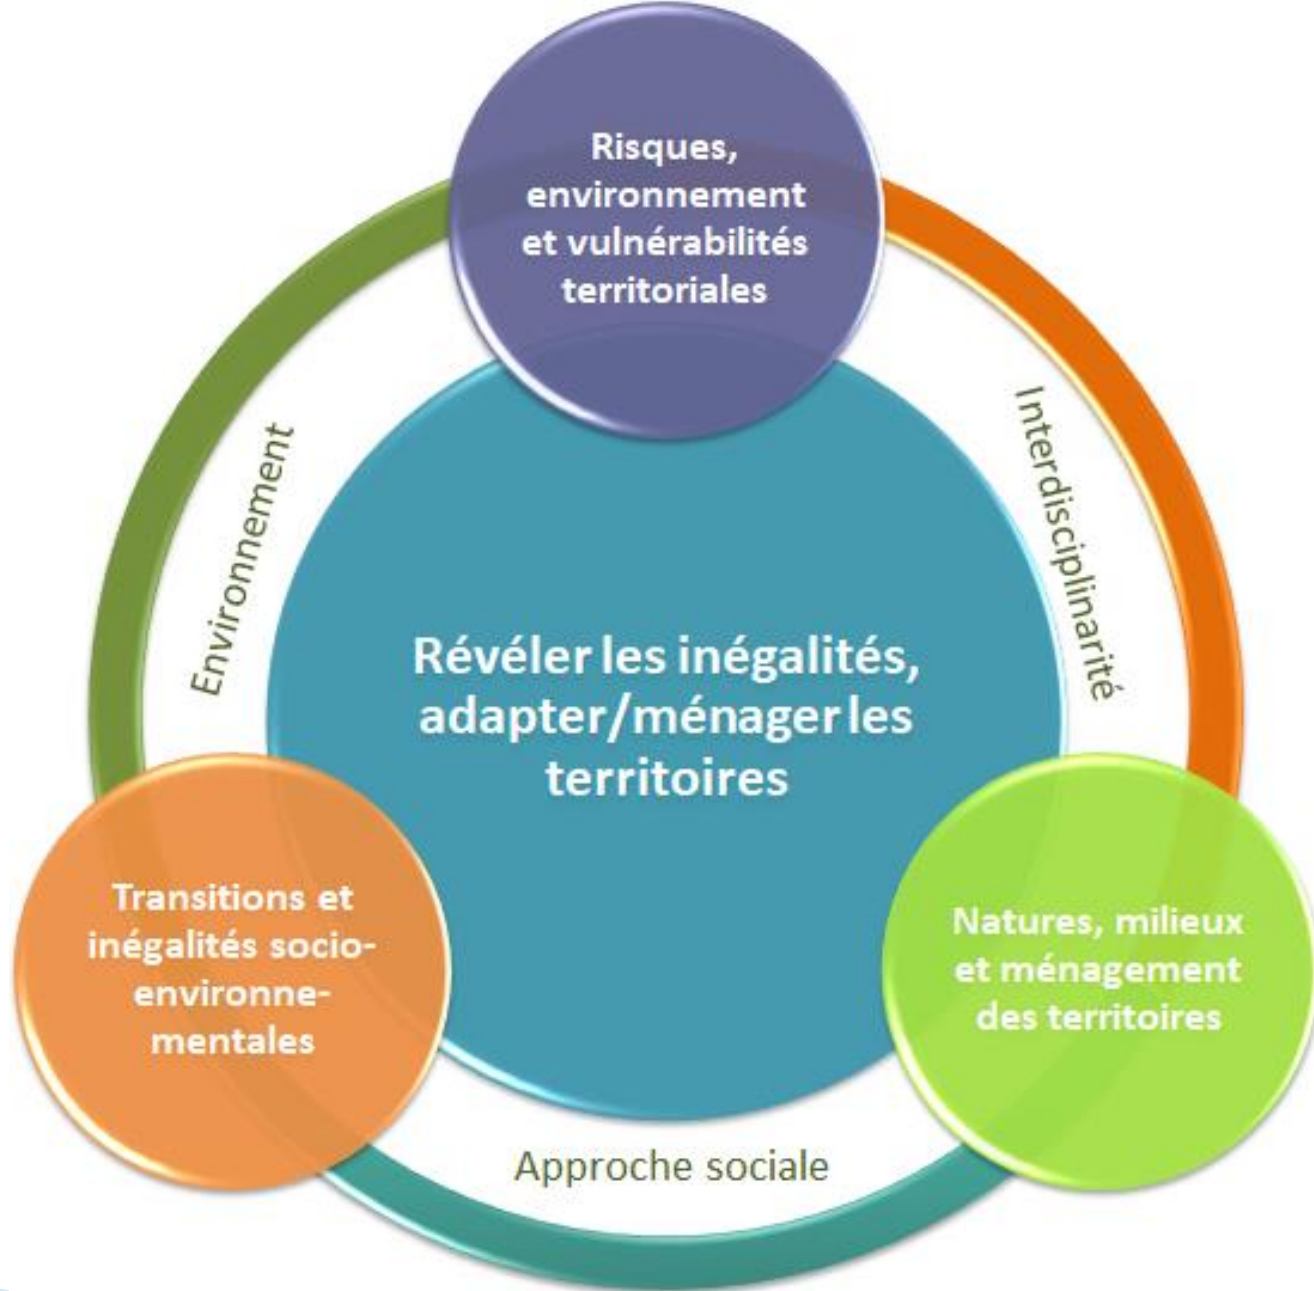 Risques,
environnement
et vulnérabilités
territoriales
Environnement
Interdisciplinarité
Révéler les inégalités,
adapter/ménager les
territoires
Transitions et
inégalités socio-
environne-
mentales
Natures, milieux
et ménagement
des territoires
Approche sociale